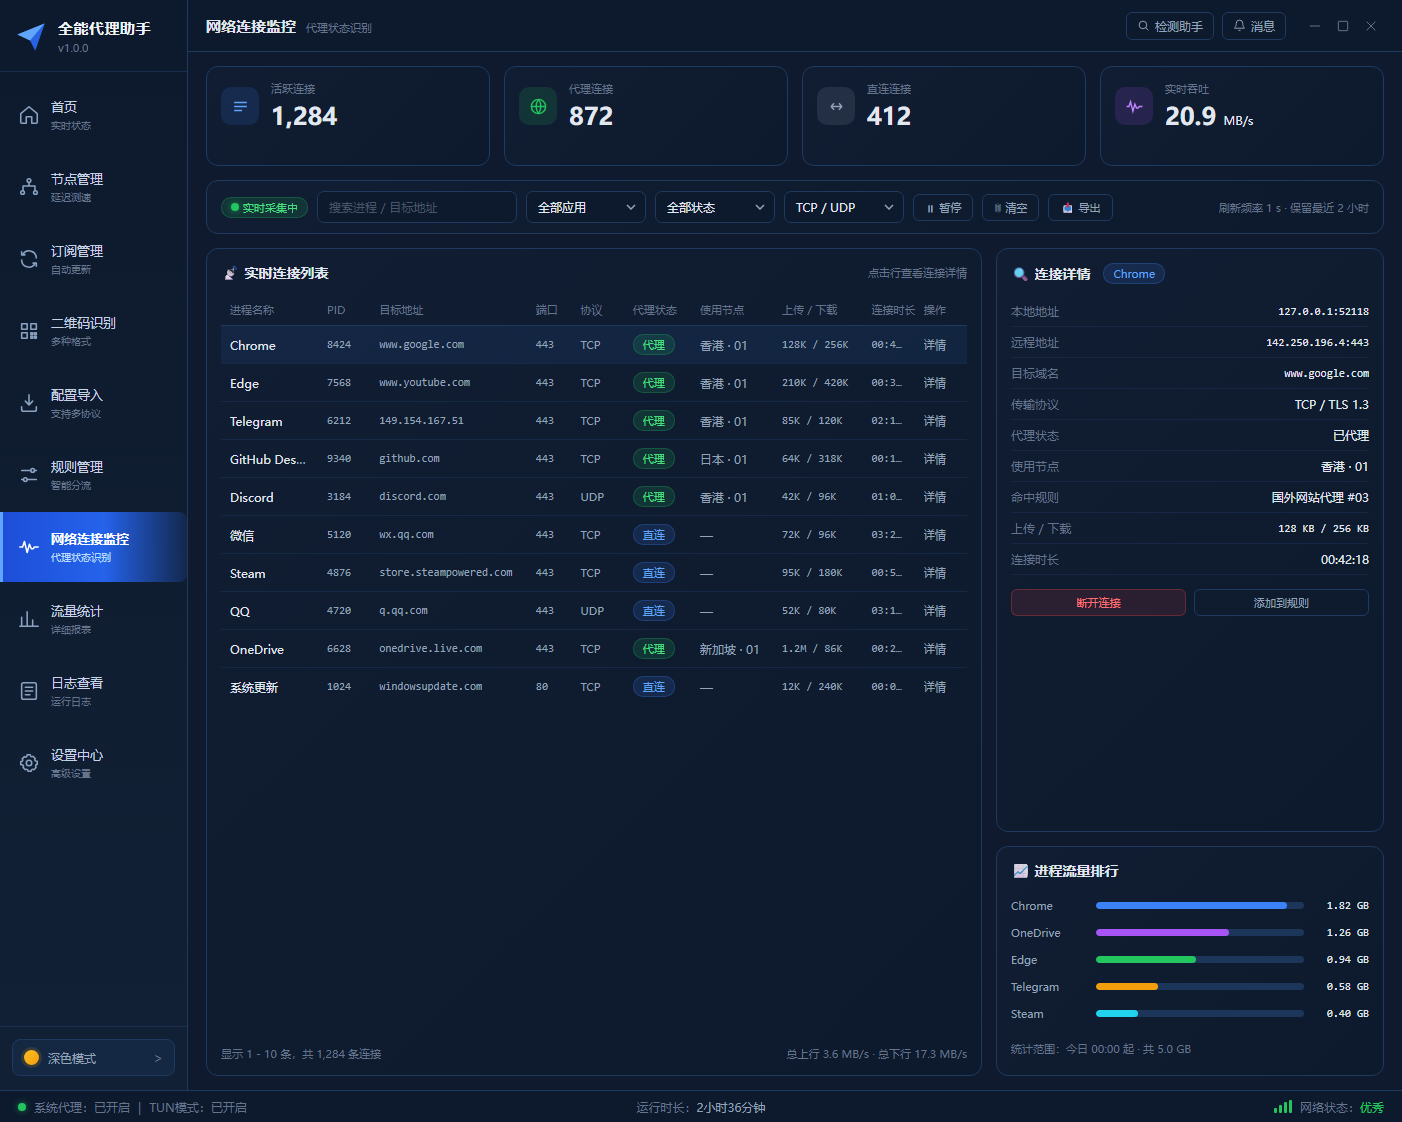 全能代理助手
v1.0.0
首页
实时状态
节点管理
延迟测速
订阅管理
自动更新
二维码识别
多种格式
配置导入
支持多协议
规则管理
智能分流
网络连接监控
代理状态识别
流量统计
详细报表
日志查看
运行日志
设置中心
高级设置
深色模式 >
网络连接监控 代理状态识别
检测助手 消息
活跃连接
1,284
代理连接
872
直连连接
412
实时吞吐
20.9 MB/s
实时采集中 搜索进程 / 目标地址 全部应用 全部状态 TCP / UDP 暂停 清空 导出 刷新频率 1 s · 保留最近 2 小时
实时连接列表 点击行查看连接详情
进程名称 PID 目标地址 端口 协议 代理状态 使用节点 上传 / 下载 连接时长 操作
Chrome 8424 www.google.com 443 TCP 代理 香港 · 01 128K / 256K 00:4… 详情
Edge 7568 www.youtube.com 443 TCP 代理 香港 · 01 210K / 420K 00:3… 详情
Telegram 6212 149.154.167.51 443 TCP 代理 香港 · 01 85K / 120K 02:1… 详情
GitHub Des… 9340 github.com 443 TCP 代理 日本 · 01 64K / 318K 00:1… 详情
Discord 3184 discord.com 443 UDP 代理 香港 · 01 42K / 96K 01:0… 详情
微信 5120 wx.qq.com 443 TCP 直连 — 72K / 96K 03:2… 详情
Steam 4876 store.steampowered.com 443 TCP 直连 — 95K / 180K 00:5… 详情
QQ 4720 q.qq.com 443 UDP 直连 — 52K / 80K 03:1… 详情
OneDrive 6628 onedrive.live.com 443 TCP 代理 新加坡 · 01 1.2M / 86K 00:2… 详情
系统更新 1024 windowsupdate.com 80 TCP 直连 — 12K / 240K 00:0… 详情
显示 1 - 10 条，共 1,284 条连接 总上行 3.6 MB/s · 总下行 17.3 MB/s
连接详情 Chrome
本地地址 127.0.0.1:52118
远程地址 142.250.196.4:443
目标域名 www.google.com
传输协议 TCP / TLS 1.3
代理状态 已代理
使用节点 香港 · 01
命中规则 国外网站代理 #03
上传 / 下载 128 KB / 256 KB
连接时长 00:42:18
断开连接 添加到规则
进程流量排行
Chrome 1.82 GB
OneDrive 1.26 GB
Edge 0.94 GB
Telegram 0.58 GB
Steam 0.40 GB
统计范围：今日 00:00 起 · 共 5.0 GB
系统代理：已开启 | TUN模式：已开启 运行时长：2小时36分钟 网络状态：优秀